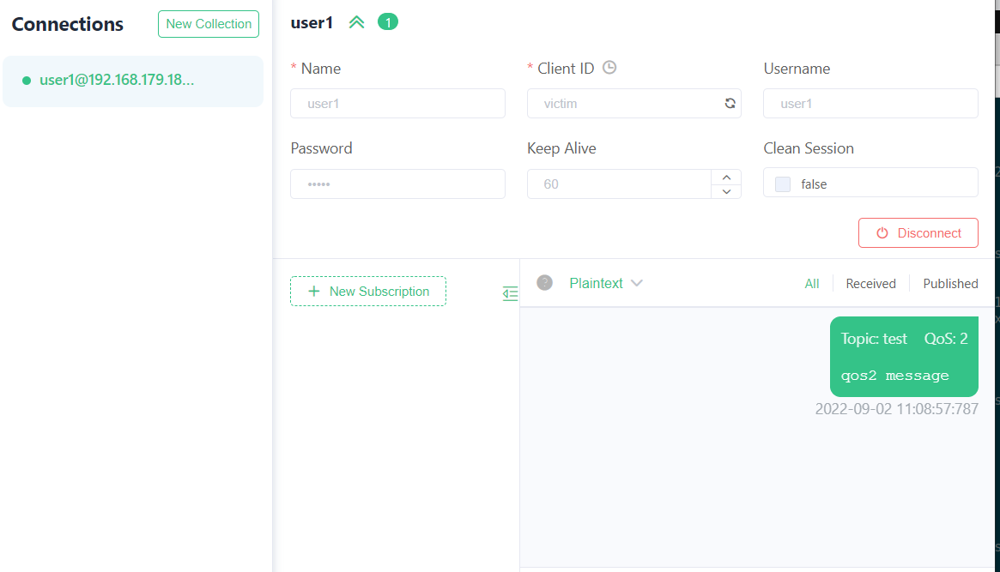 Connections
New Collection
user1@192.168.179.18...
user1
1
* Name
* Client ID
Username
user1
victim
user1
Password
Keep Alive
Clean Session
•••••
60
false
Disconnect
+ New Subscription
?
Plaintext
All
Received
Published
Topic: test QoS: 2
qos2 message
2022-09-02 11:08:57:787